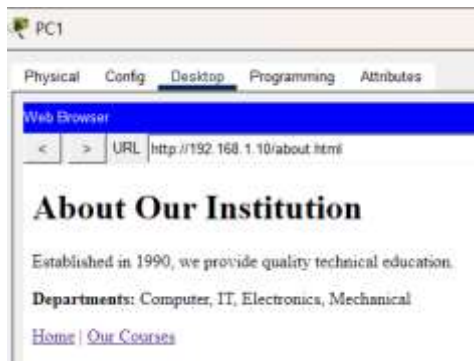 PC1
Physical Config Desktop Programming Attributes
Web Browser
< > URL http://192.168.1.10/about.html
About Our Institution
Established in 1990, we provide quality technical education.
Departments: Computer, IT, Electronics, Mechanical
Home | Our Courses